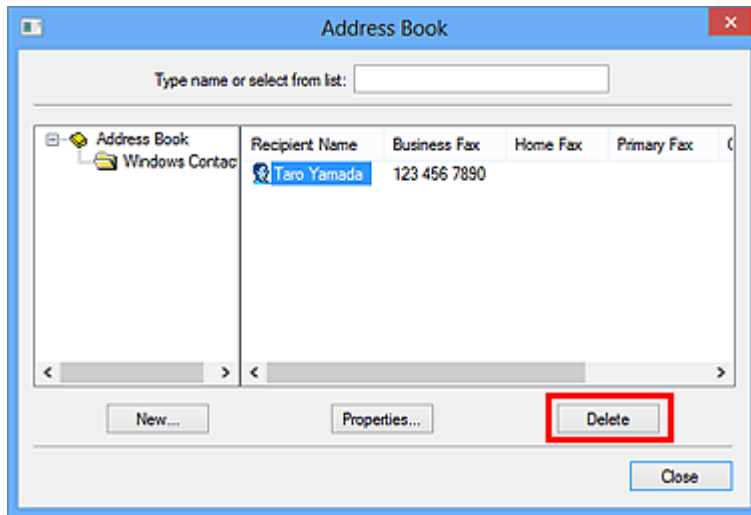 Address Book
Type name or select from list:
Address Book
Windows Contac
Recipient Name Business Fax Home Fax Primary Fax
Taro Yamada 123 456 7890
New... Properties... Delete
Close